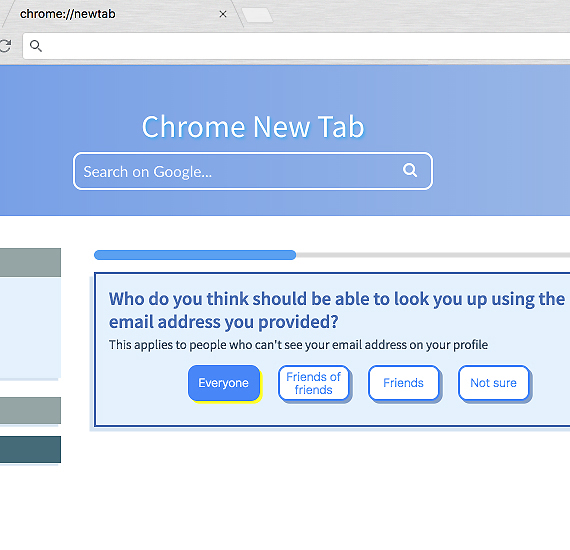 chrome://newtab
Chrome New Tab
Search on Google...
Who do you think should be able to look you up using the
email address you provided?
This applies to people who can't see your email address on your profile
Everyone
Friends of
friends
Friends
Not sure